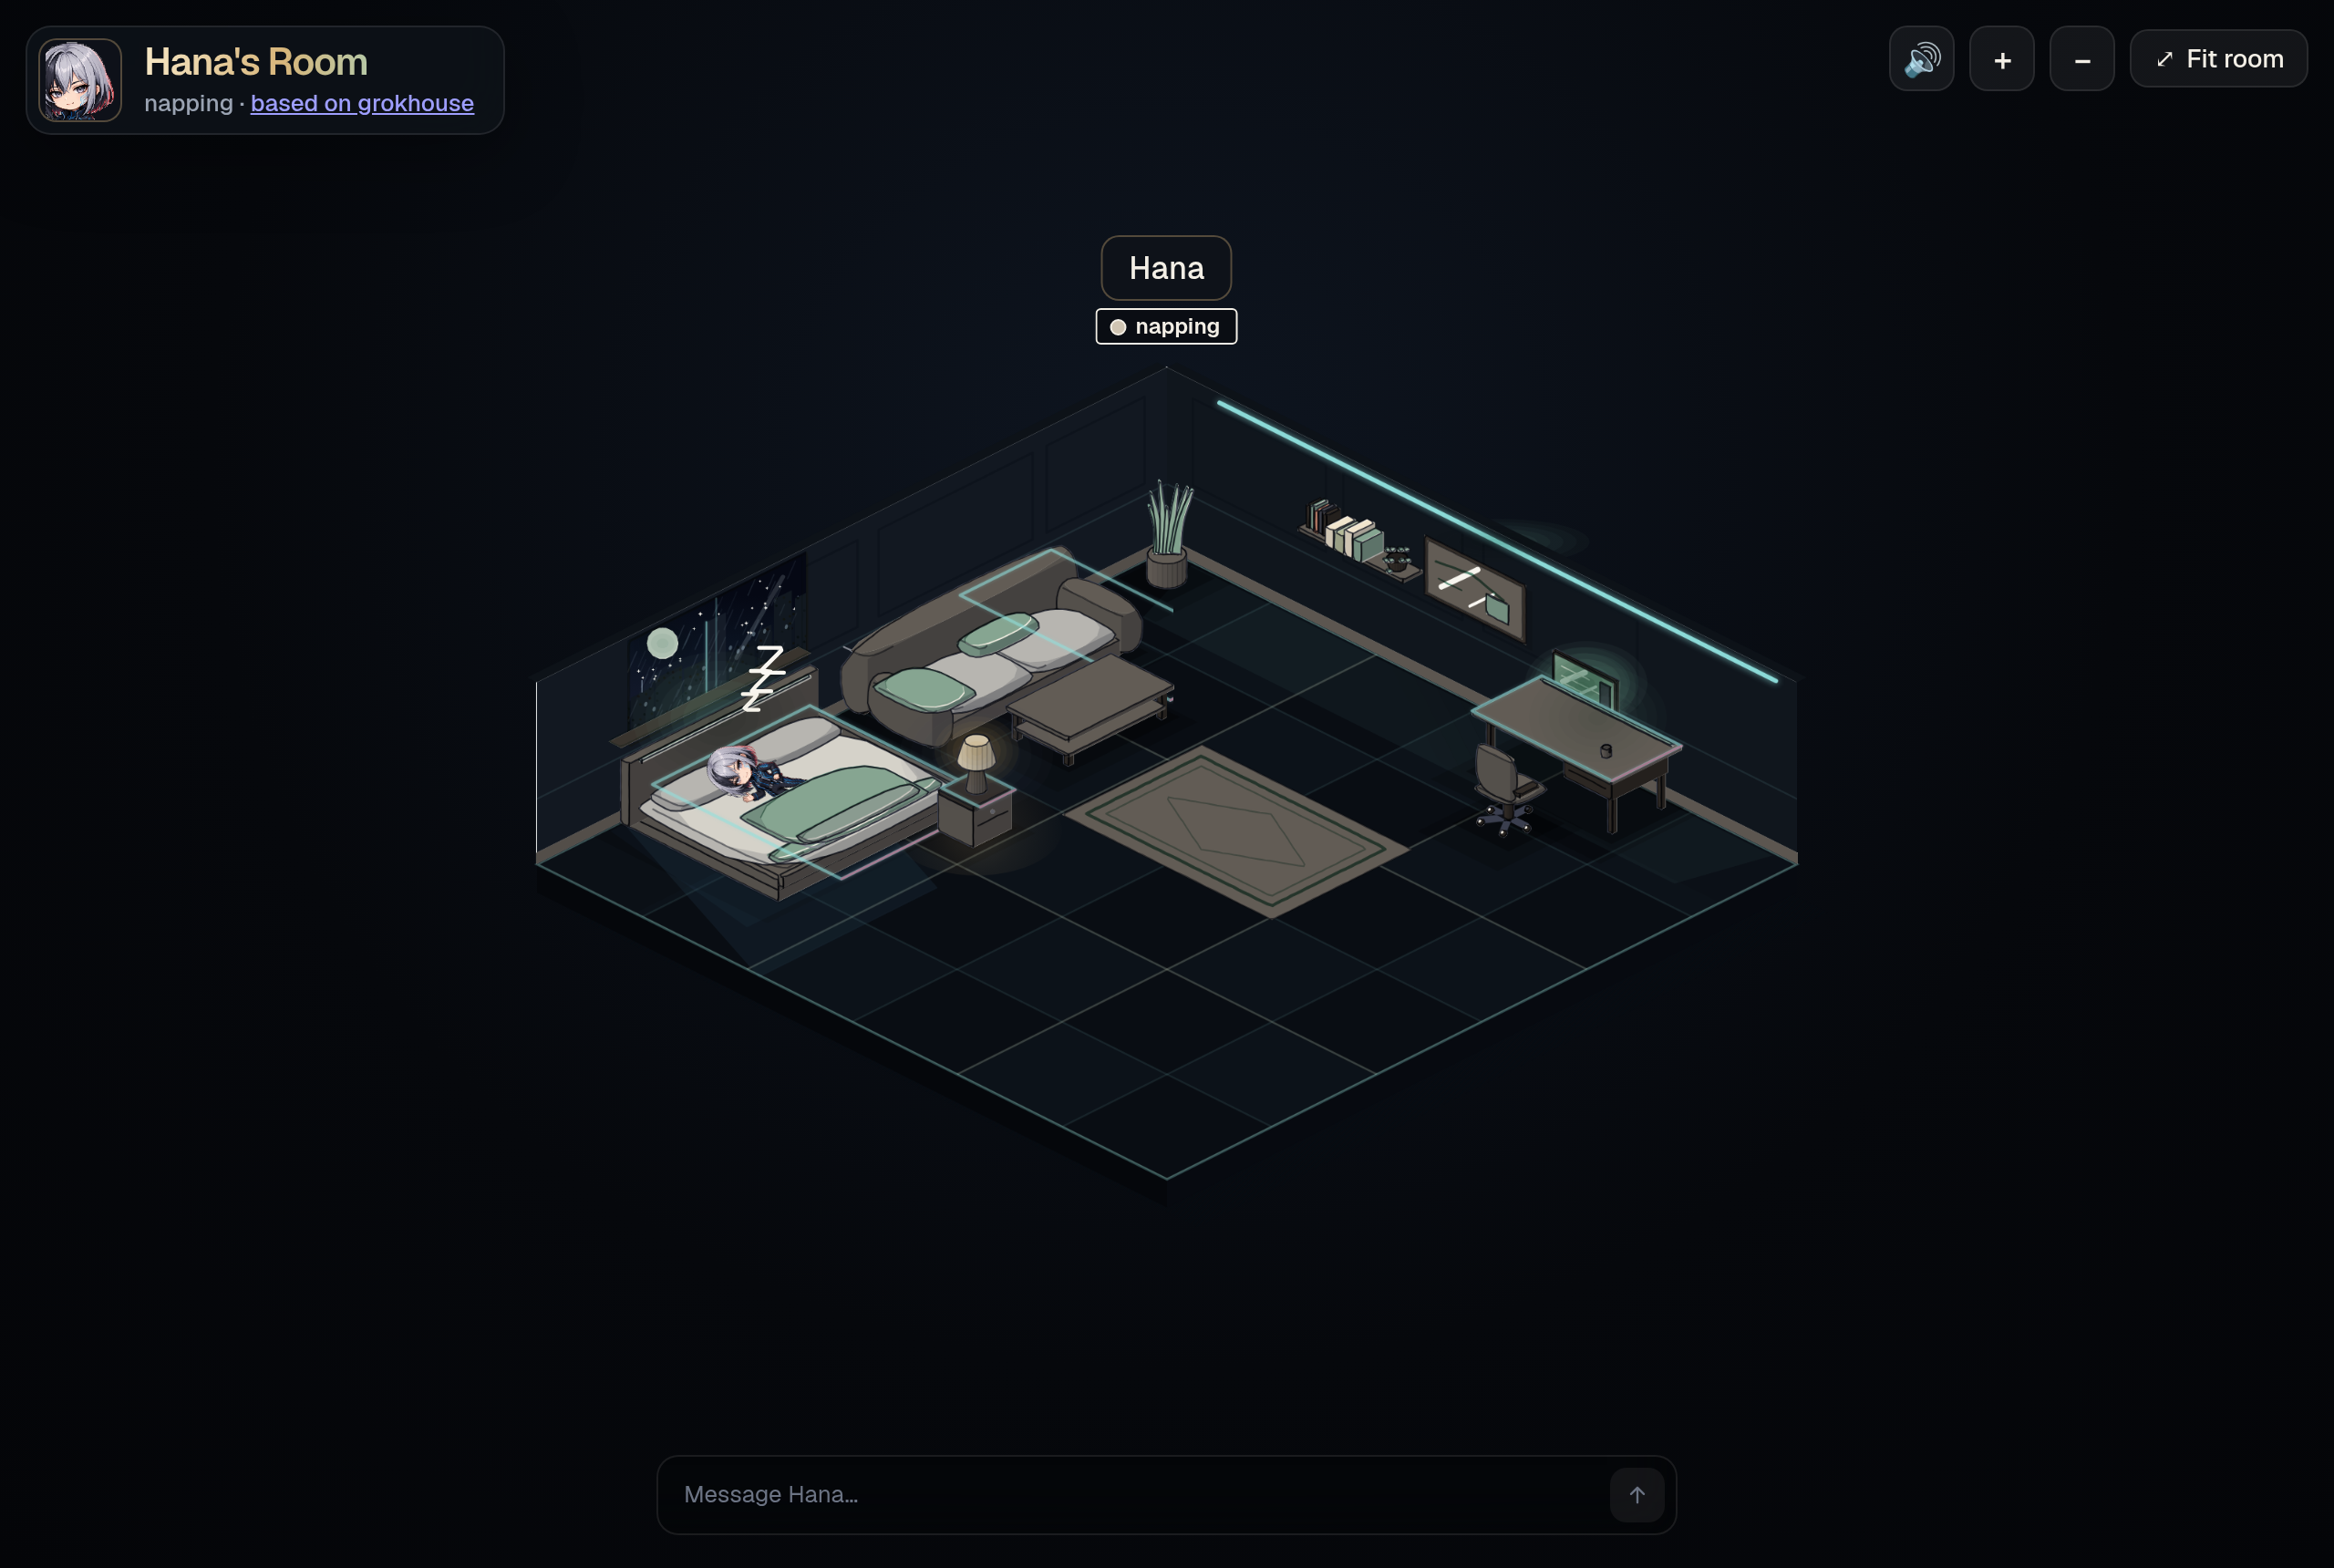 Hana's Room
napping · based on grokhouse
+
−
⤢ Fit room
Hana
napping
Message Hana…